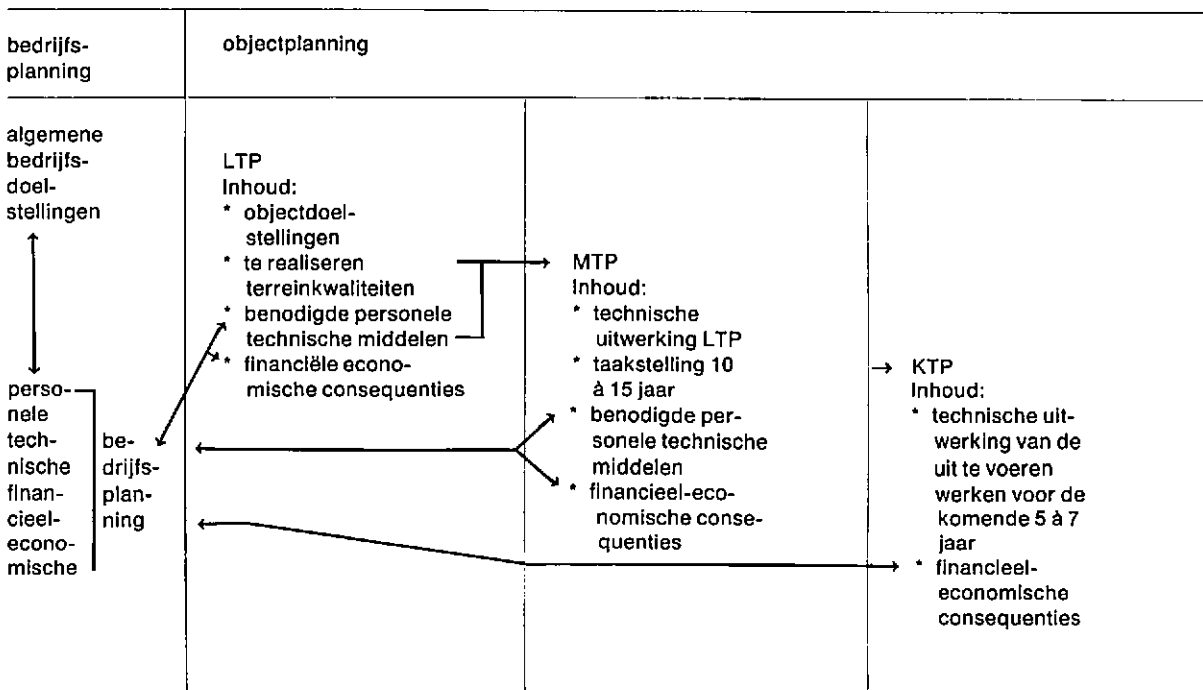 bedrijfs-
planning
objectplanning
algemene
bedrijfs-
doel-
stellingen
perso-
nele
tech-
nische
finan-
cieel-
econo-
mische
be-
drijfs-
plan-
ning
LTP
Inhoud:
* objectdoel-
stellingen
* te realiseren
terreinkwaliteiten
* benodigde personele
technische middelen
* financiële econo-
mische consequenties
MTP
Inhoud:
* technische
uitwerking LTP
* taakstelling 10
à 15 jaar
* benodigde per-
sonele technische
middelen
* financieel-eco-
nomische conse-
quenties
KTP
Inhoud:
* technische uit-
werking van de
uit te voeren
werken voor de
komende 5 à 7
jaar
* financieel-
economische
consequenties